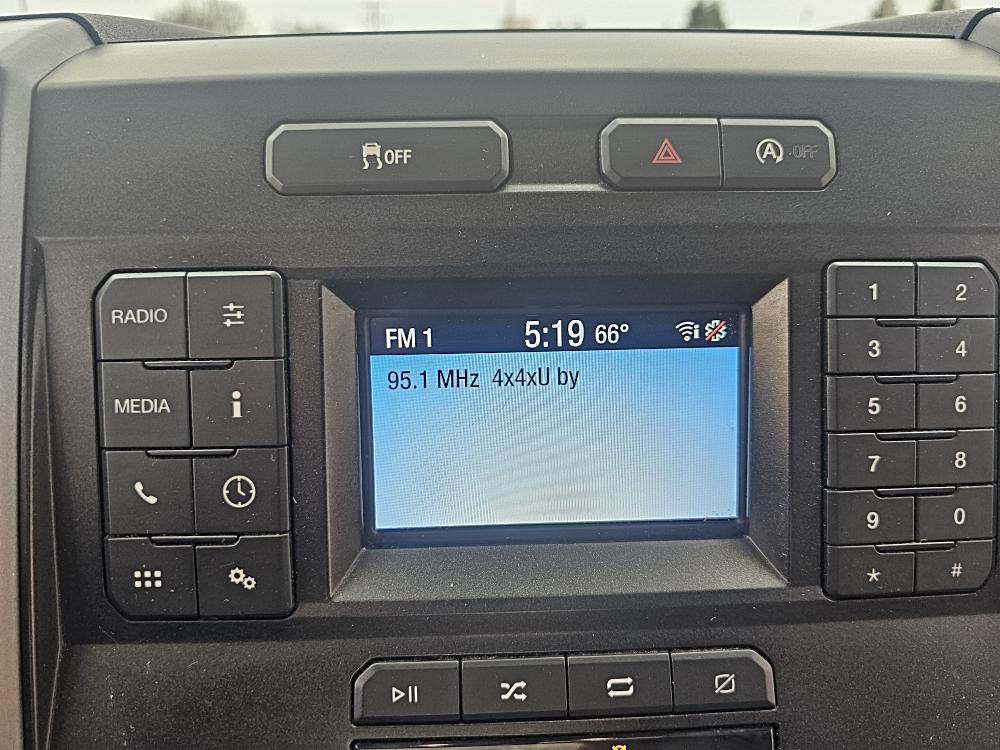 OFF
A OFF
RADIO
MEDIA
i
FM 1 5:19 66° i
95.1 MHz 4x4xU by
1 2
3 4
5 6
7 8
9 0
* #